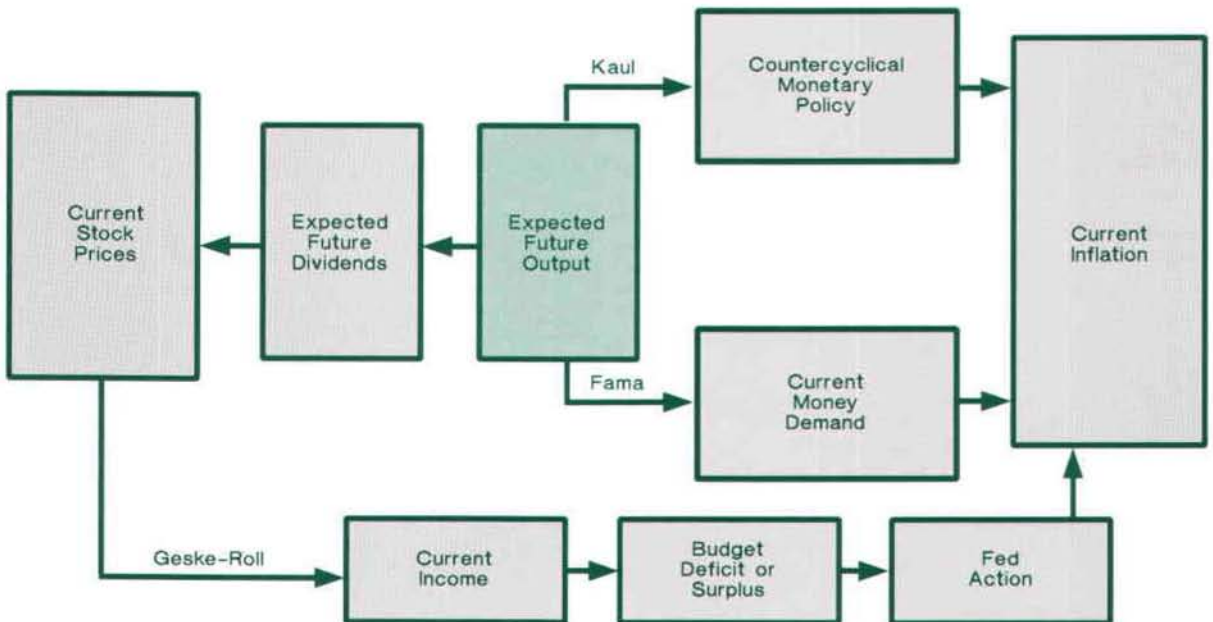 Kaul
Countercyclical
Monetary
Policy
Current
Stock
Prices
Expected
Future
Dividends
Expected
Future
Output
Current
Inflation
Fama
Current
Money
Demand
Geske-Roll
Current
Income
Budget
Deficit or
Surplus
Fed
Action